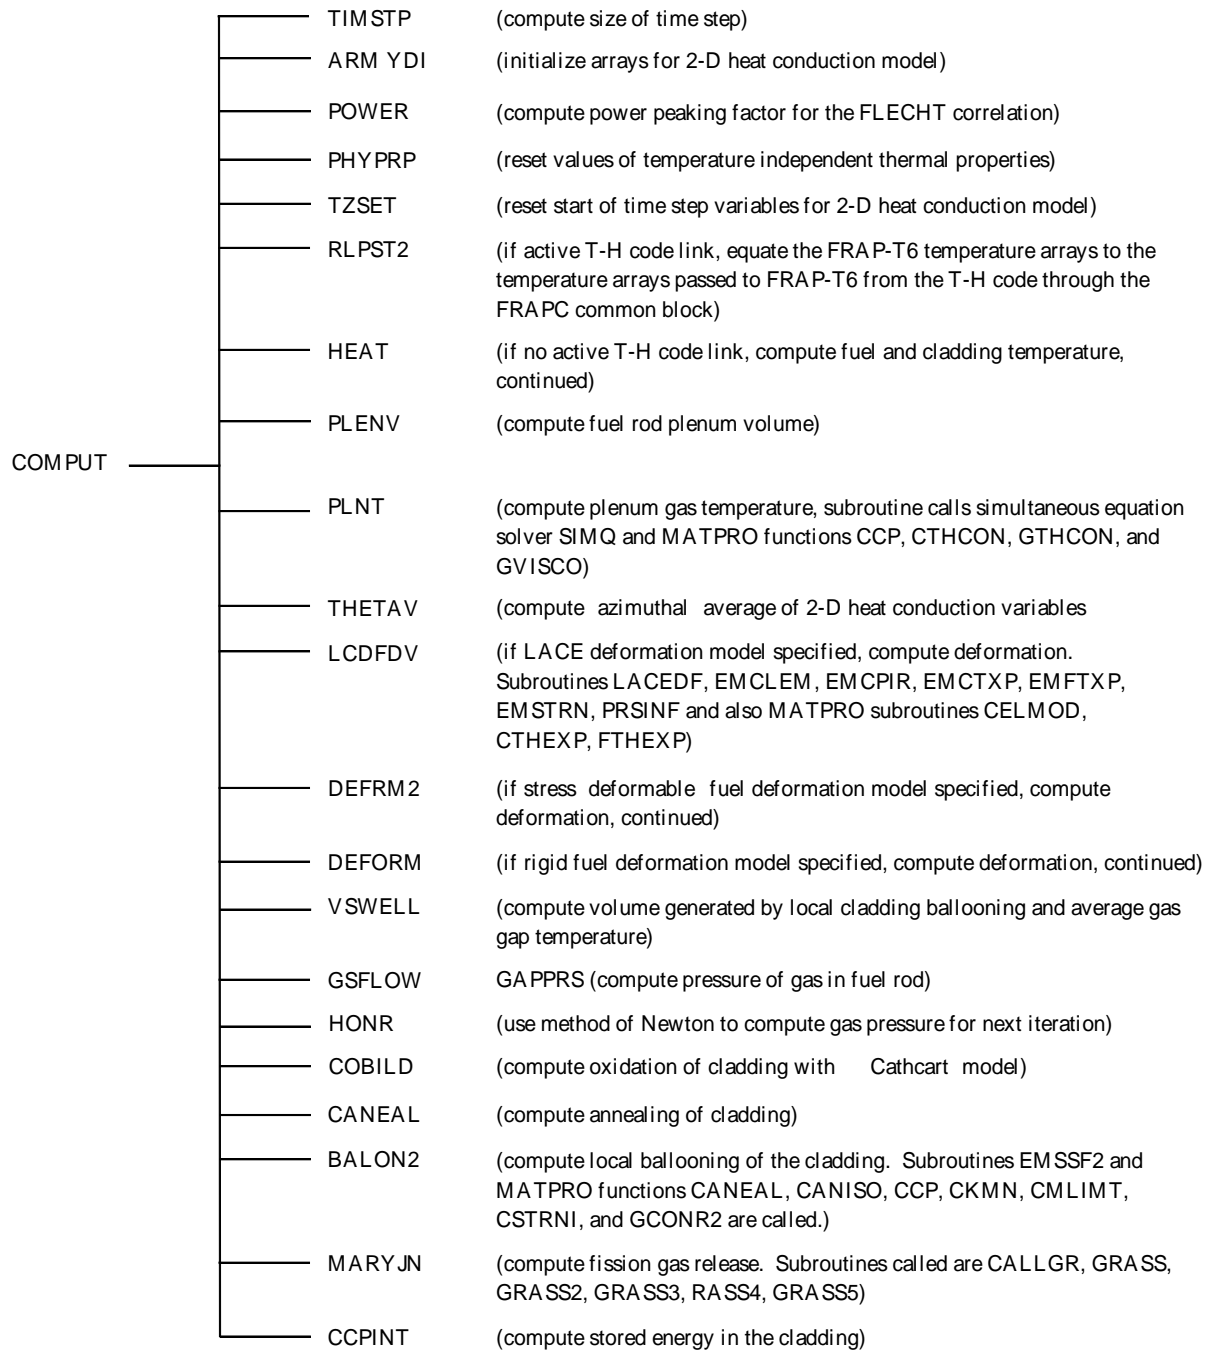 TIMSTP (compute size of time step)
ARMYDI (initialize arrays for 2-D heat conduction model)
POWER (compute power peaking factor for the FLECHT correlation)
PHYPRP (reset values of temperature independent thermal properties)
TZSET (reset start of time step variables for 2-D heat conduction model)
RLPST2 (if active T-H code link, equate the FRAP-T6 temperature arrays to the
temperature arrays passed to FRAP-T6 from the T-H code through the
FRAPC common block)
HEAT (if no active T-H code link, compute fuel and cladding temperature,
continued)
PLENV (compute fuel rod plenum volume)
COMPUT
PLNT (compute plenum gas temperature, subroutine calls simultaneous equation
solver SIMQ and MATPRO functions CCP, CTHCON, GTHCON, and
GVISCO)
THETAV (compute azimuthal average of 2-D heat conduction variables
LCDFDV (if LACE deformation model specified, compute deformation.
Subroutines LACEDF, EMCLEM, EMCPIR, EMCTXP, EMFTXP,
EMSTRN, PRSINF and also MATPRO subroutines CELMOD,
CTHEXP, FTHEXP)
DEFRM2 (if stress deformable fuel deformation model specified, compute
deformation, continued)
DEFORM (if rigid fuel deformation model specified, compute deformation, continued)
VSWELL (compute volume generated by local cladding ballooning and average gas
gap temperature)
GSFLOW GAPPRS (compute pressure of gas in fuel rod)
HONR (use method of Newton to compute gas pressure for next iteration)
COBILD (compute oxidation of cladding with Cathcart model)
CANEAL (compute annealing of cladding)
BALON2 (compute local ballooning of the cladding. Subroutines EMSSF2 and
MATPRO functions CANEAL, CANISO, CCP, CKMN, CMLIMT,
CSTRNI, and GCONR2 are called.)
MARYJN (compute fission gas release. Subroutines called are CALLGR, GRASS,
GRASS2, GRASS3, RASS4, GRASS5)
CCPINT (compute stored energy in the cladding)